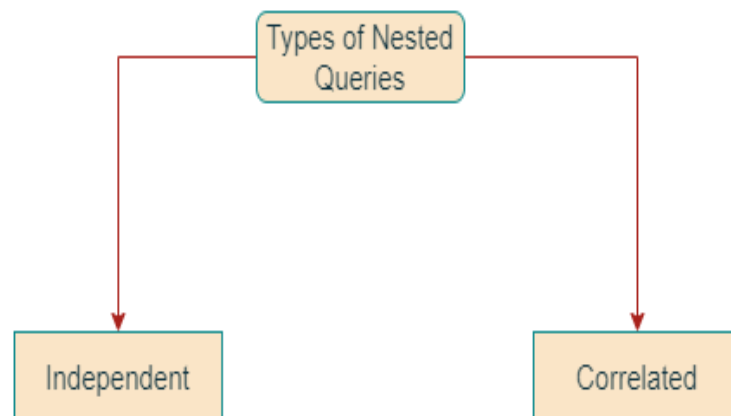 Types of Nested
Queries
Independent
Correlated